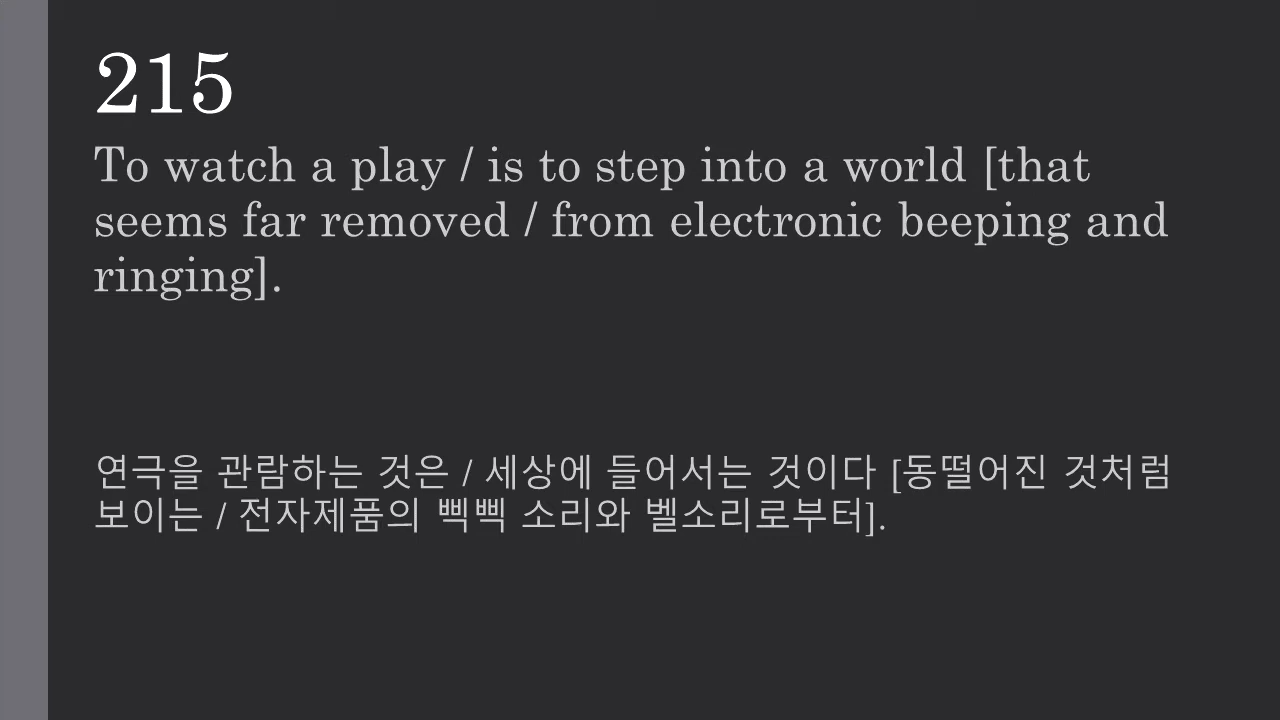 215
To watch a play / is to step into a world [that
seems far removed / from electronic beeping and
ringing].
연극을 관람하는 것은 / 세상에 들어서는 것이다 [동떨어진 것처럼
보이는 / 전자제품의 삑삑 소리와 벨소리로부터].